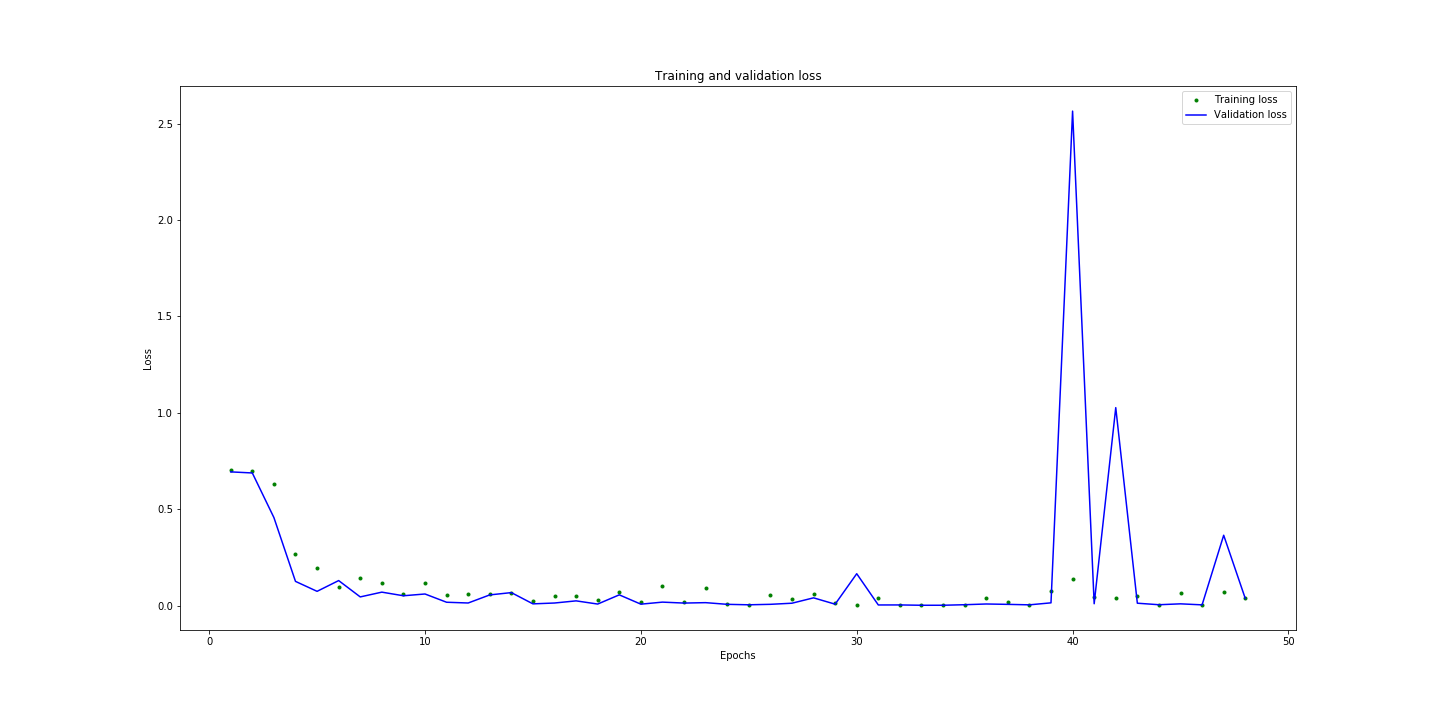 Training and validation loss
Training loss
Validation loss
2.5
2.0
1.5
1.0
0.5
0.0
Loss
0 10 20 30 40 50
Epochs